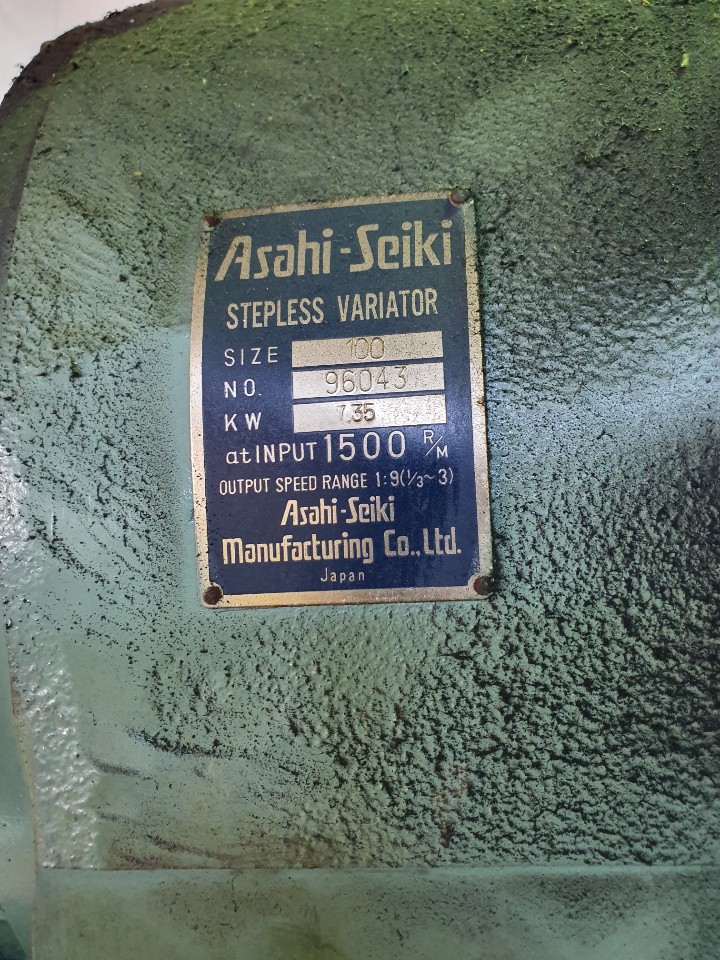 Asahi-Seiki
STEPLESS VARIATOR
SIZE 100
NO. 96043
KW 7.35
at INPUT 1500 R/M
OUTPUT SPEED RANGE 1:9(1/3~3)
Asahi-Seiki
Manufacturing Co.,Ltd.
Japan